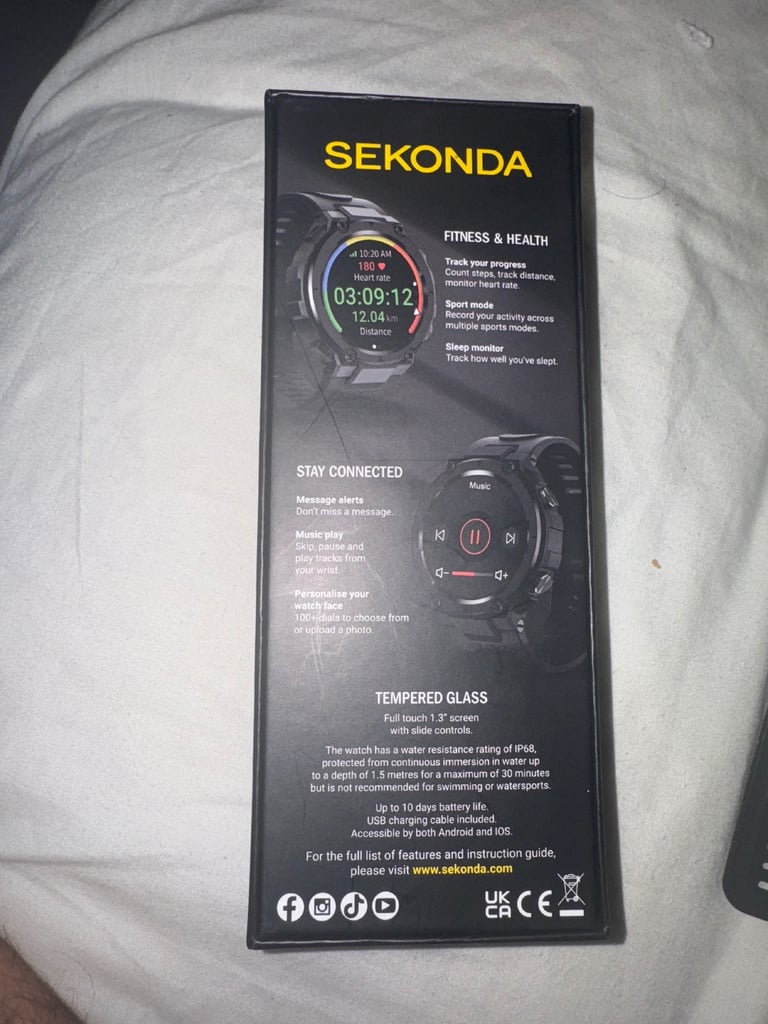 SEKONDA
10:20 AM
180
Heart rate
03:09:12
12.04 km
Distance
FITNESS & HEALTH
Track your progress
Count steps, track distance,
monitor heart rate.
Sport mode
Record your activity across
multiple sports modes.
Sleep monitor
Track how well you've slept.
STAY CONNECTED
Message alerts
Don't miss a message.
Music play
Skip, pause and
play tracks from
your wrist.
Personalise your
watch face
100+ dials to choose from
or upload a photo.
Music
TEMPERED GLASS
Full touch 1.3" screen
with slide controls.
The watch has a water resistance rating of IP68,
protected from continuous immersion in water up
to a depth of 1.5 metres for a maximum of 30 minutes
but is not recommended for swimming or watersports.
Up to 10 days battery life.
USB charging cable included.
Accessible by both Android and IOS.
For the full list of features and instruction guide,
please visit www.sekonda.com
UK
CA CE